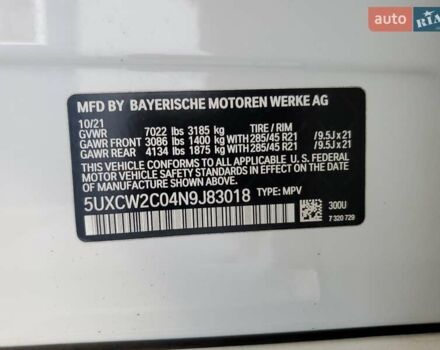 AUTO RIA
MFD BY BAYERISCHE MOTOREN WERKE AG
10/21
GVWR 7022 lbs 3185 kg TIRE / RIM
GAWR FRONT 3086 lbs 1400 kg WITH 285/45 R21 /9.5J x 21
GAWR REAR 4134 lbs 1875 kg WITH 285/45 R21 /9.5J x 21
THIS VEHICLE CONFORMS TO ALL APPLICABLE FEDERAL
MOTOR VEHICLE SAFETY STANDARDS IN EFFECT ON THE
DATE OF MANUFACTURE SHOWN ABOVE.
5UXCW2C04N9J83018 TYPE: MPV
300U
7 320 729